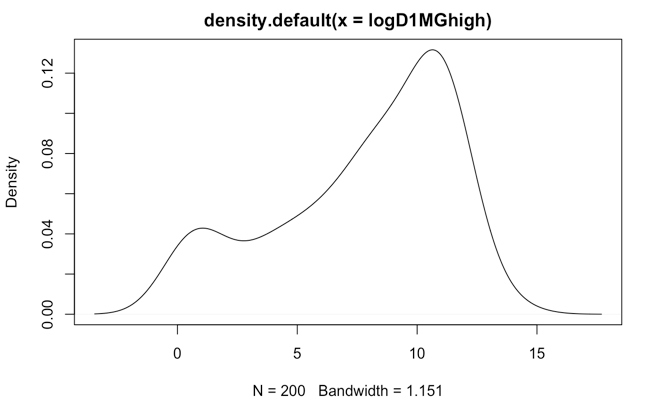 density.default(x = logD1MGhigh)
Density
0.12
0.08
0.04
0.00
0 5 10 15
N = 200 Bandwidth = 1.151